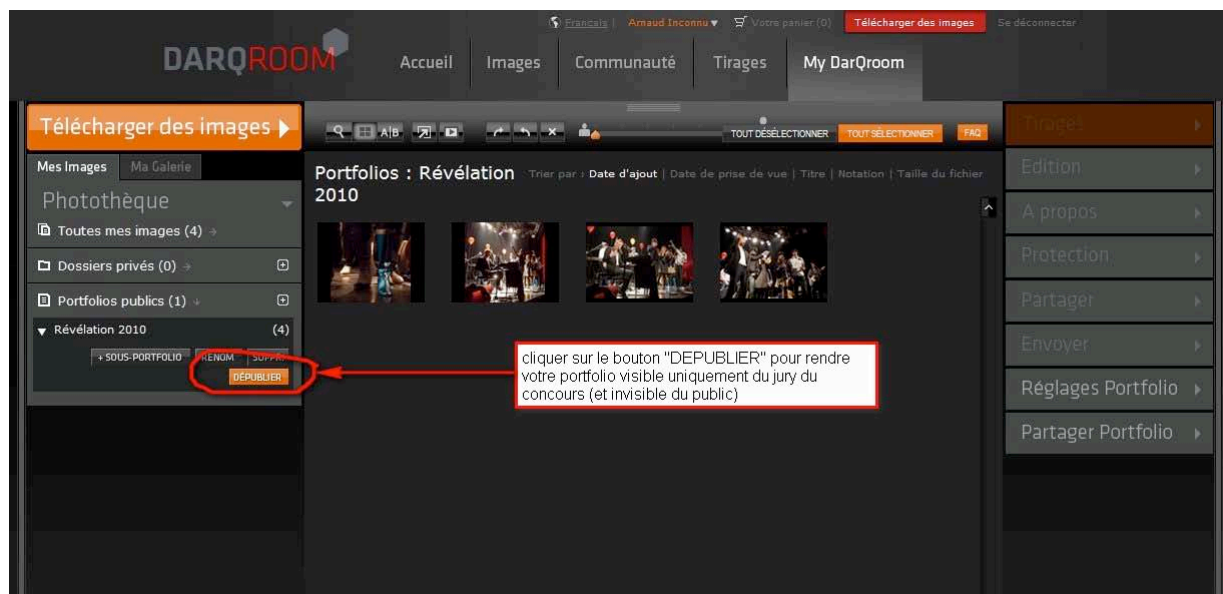 Français | Arnaud Inconnu ▼ Votre panier (0) Télécharger des images Se déconnecter
DARQROOM
Accueil Images Communauté Tirages My DarQroom
Télécharger des images
A|B TOUT DÉSÉLECTIONNER TOUT SÉLECTIONNER FAQ
Mes Images Ma Galerie
Photothèque
Toutes mes images (4)
Dossiers privés (0)
Portfolios publics (1)
Révélation 2010 (4)
+ SOUS-PORTFOLIO RENOM SUPPR
DÉPUBLIER
Portfolios : Révélation
2010
Trier par : Date d'ajout | Date de prise de vue | Titre | Notation | Taille du fichier
cliquer sur le bouton "DEPUBLIER" pour rendre
votre portfolio visible uniquement du jury du
concours (et invisible du public)
Tirages
Edition
A propos
Protection
Partager
Envoyer
Réglages Portfolio
Partager Portfolio